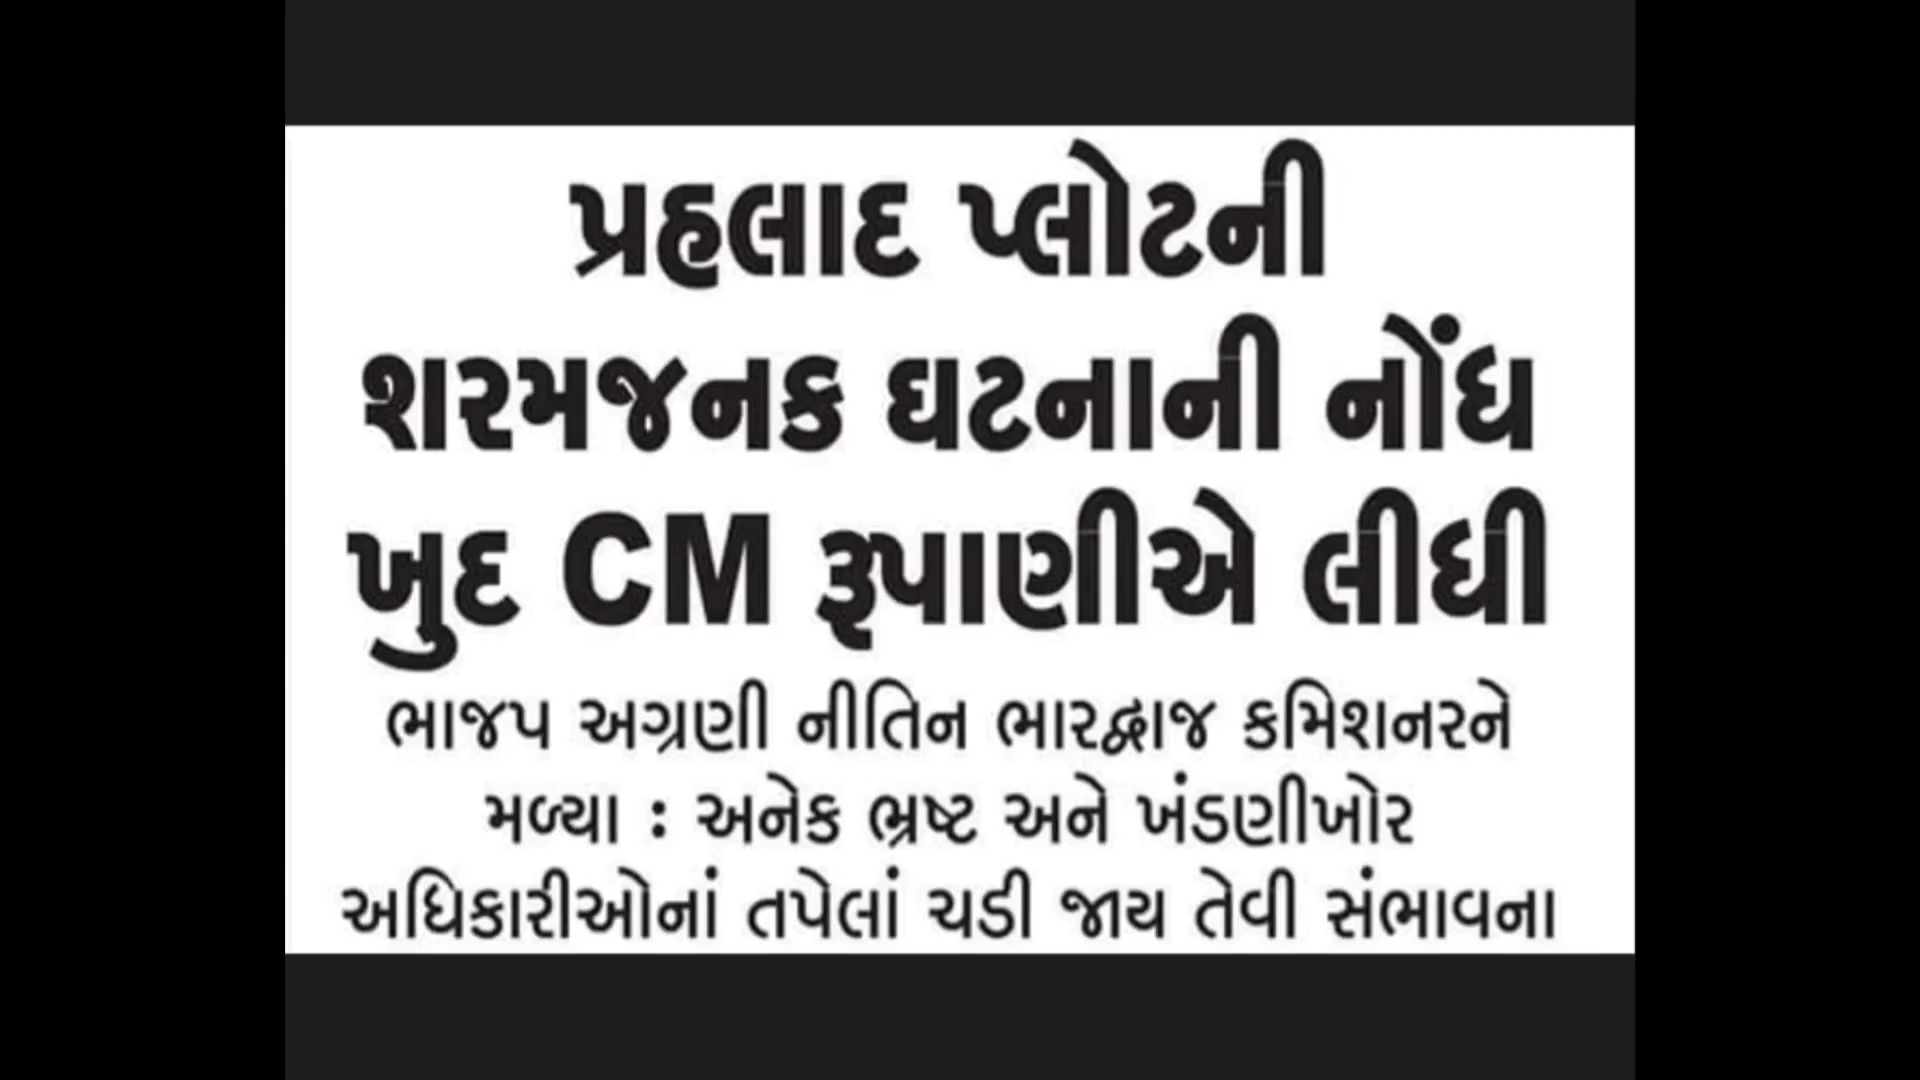 પ્રહલાદ પ્લોટની
શરમજનક ઘટનાની નોંધ
ખુદ CM રૂપાણીએ લીધી
ભાજપ અગ્રણી નીતિન ભારદ્વાજ કમિશનરને
મળ્યા : અનેક ભ્રષ્ટ અને ખંડણીખોર
અધિકારીઓનાં તપેલાં ચડી જાય તેવી સંભાવના